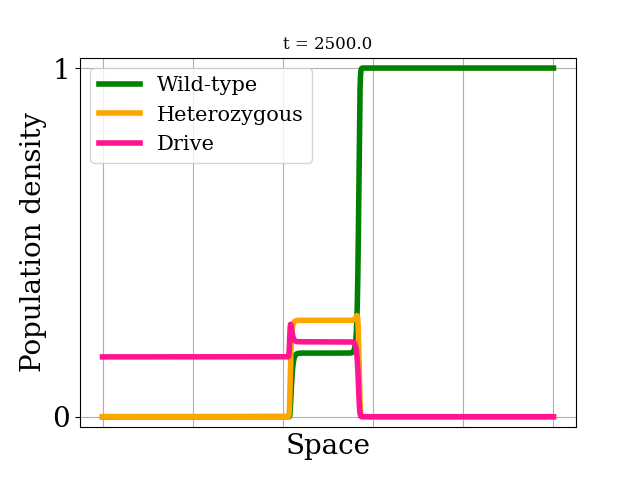 t = 2500.0
1
Wild-type
Heterozygous
Drive
Population density
0
Space